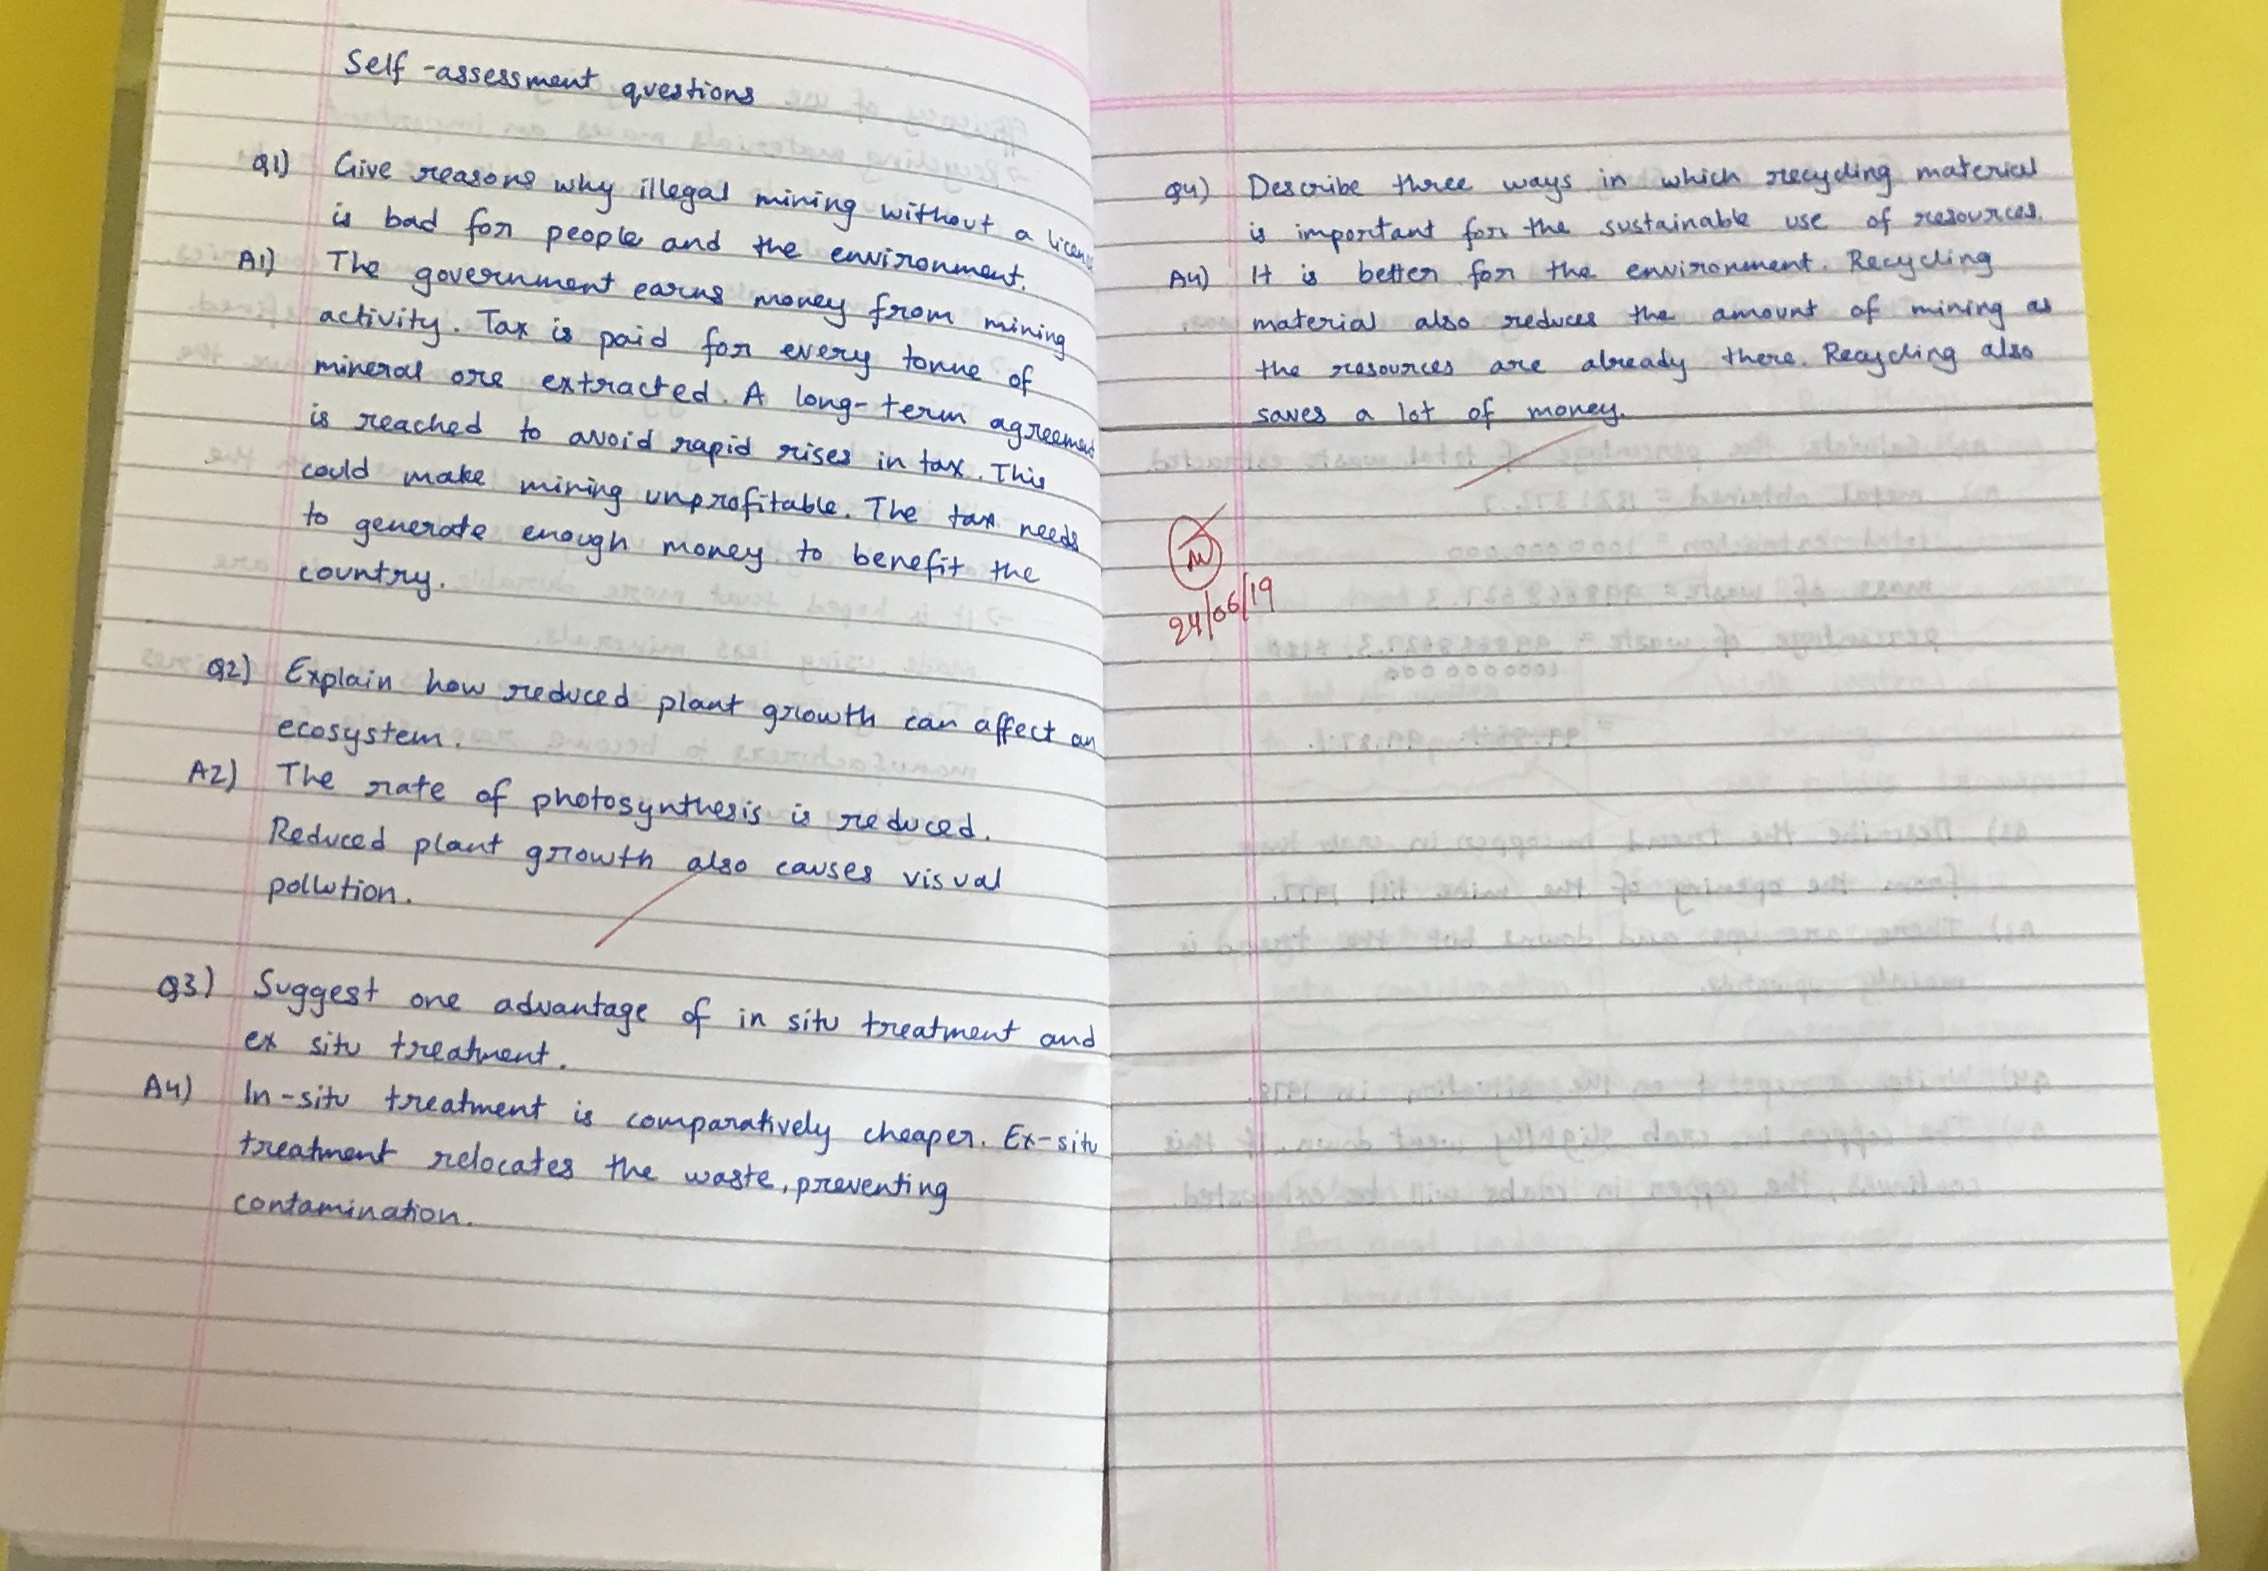 Self-assessment questions
Q1) Give reasons why illegal mining without a
is bad for people and the environment.
A1) The government earns money from mining
activity. Tax is paid for every tonne of
mineral ore extracted. A long-term agreement
is reached to avoid rapid rises in tax. This
could make mining unprofitable. The tax needs
to generate enough money to benefit the
country.
Q2) Explain how reduced plant growth can affect an
ecosystem.
A2) The rate of photosynthesis is reduced.
Reduced plant growth also causes visual
pollution.
Q3) Suggest one advantage of in situ treatment and
ex situ treatment.
A4) In-situ treatment is comparatively cheaper. Ex-situ
treatment relocates the waste, preventing
contamination.
Q4) Describe three ways in which recycling material
is important for the sustainable use of resources.
A4) It is better for the environment. Recycling
material also reduces the amount of mining as
the resources are already there. Recycling also
saves a lot of money.
24/06/19